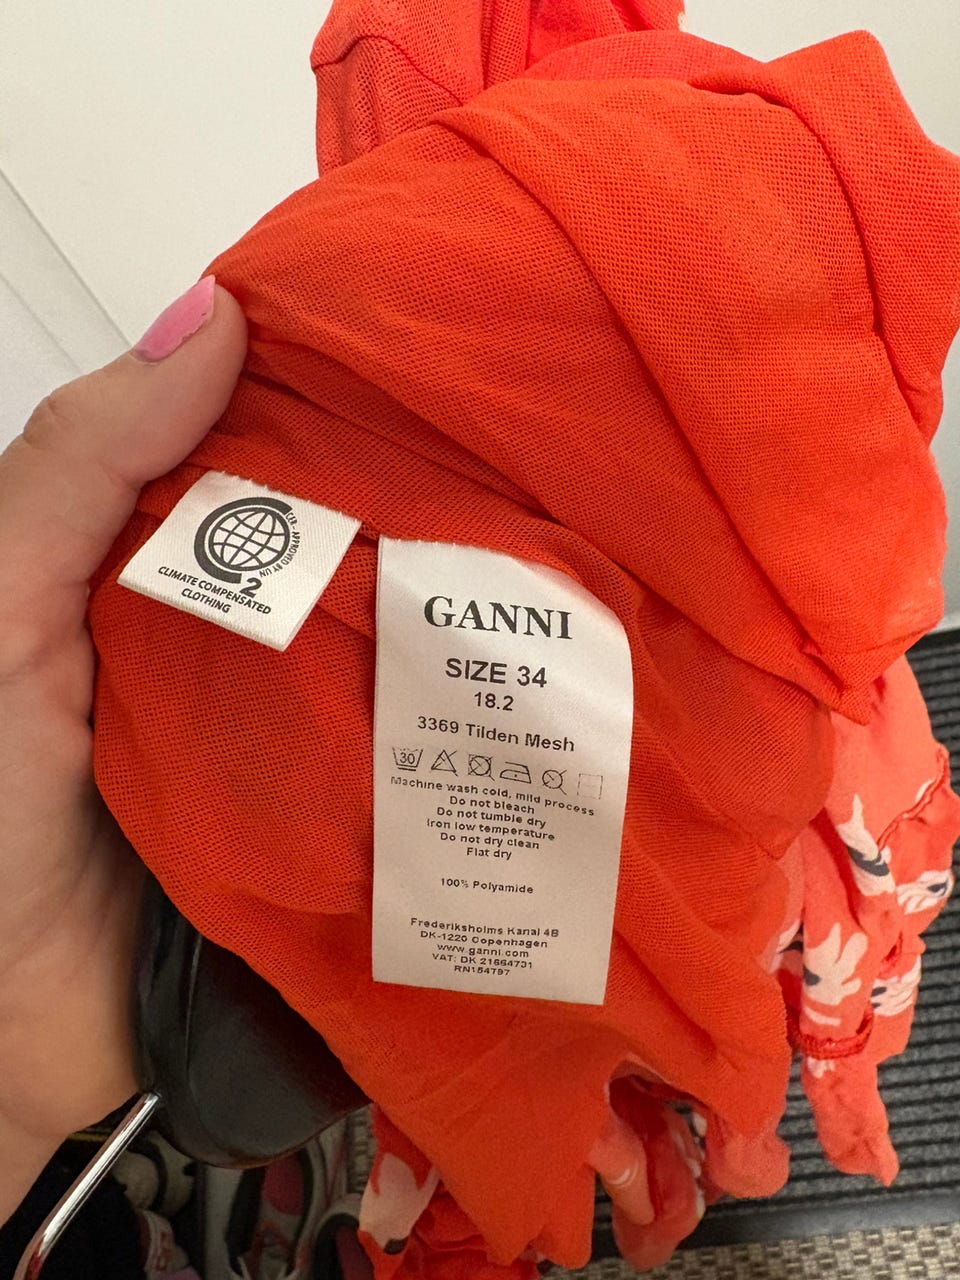 CER - APPROVED BY UN
CO2
CLIMATE COMPENSATED
CLOTHING
GANNI
SIZE 34
18.2
3369 Tilden Mesh
30
Machine wash cold, mild process
Do not bleach
Do not tumble dry
Iron low temperature
Do not dry clean
Flat dry
100% Polyamide
Frederiksholms Kanal 4B
DK-1220 Copenhagen
www.ganni.com
VAT: DK 21664731
RN154797